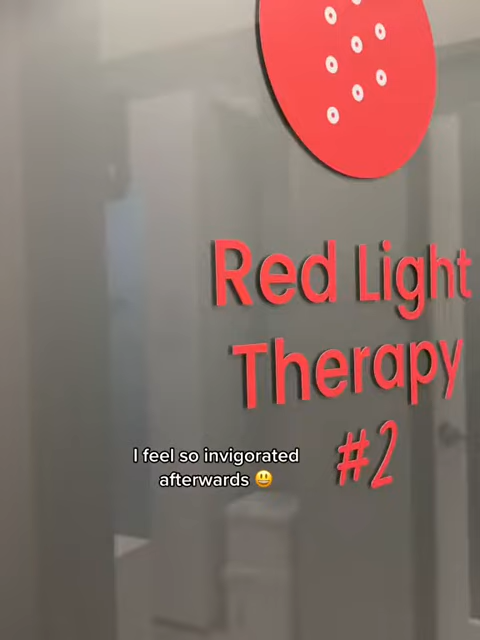 Red Light
Therapy
#2
I feel so invigorated
afterwards 😃